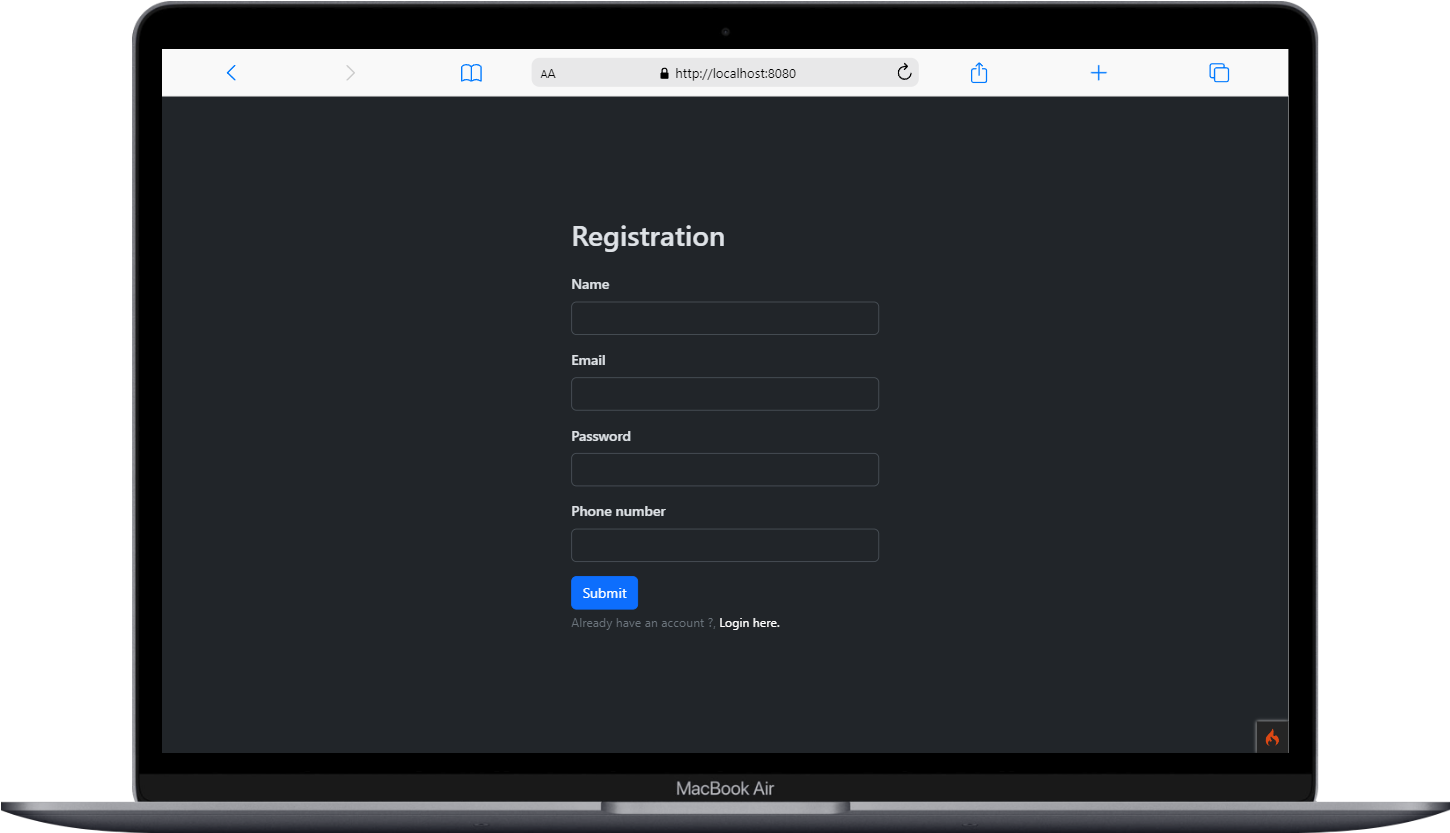 AA http://localhost:8080
Registration
Name
Email
Password
Phone number
Submit
Already have an account ?, Login here.
MacBook Air